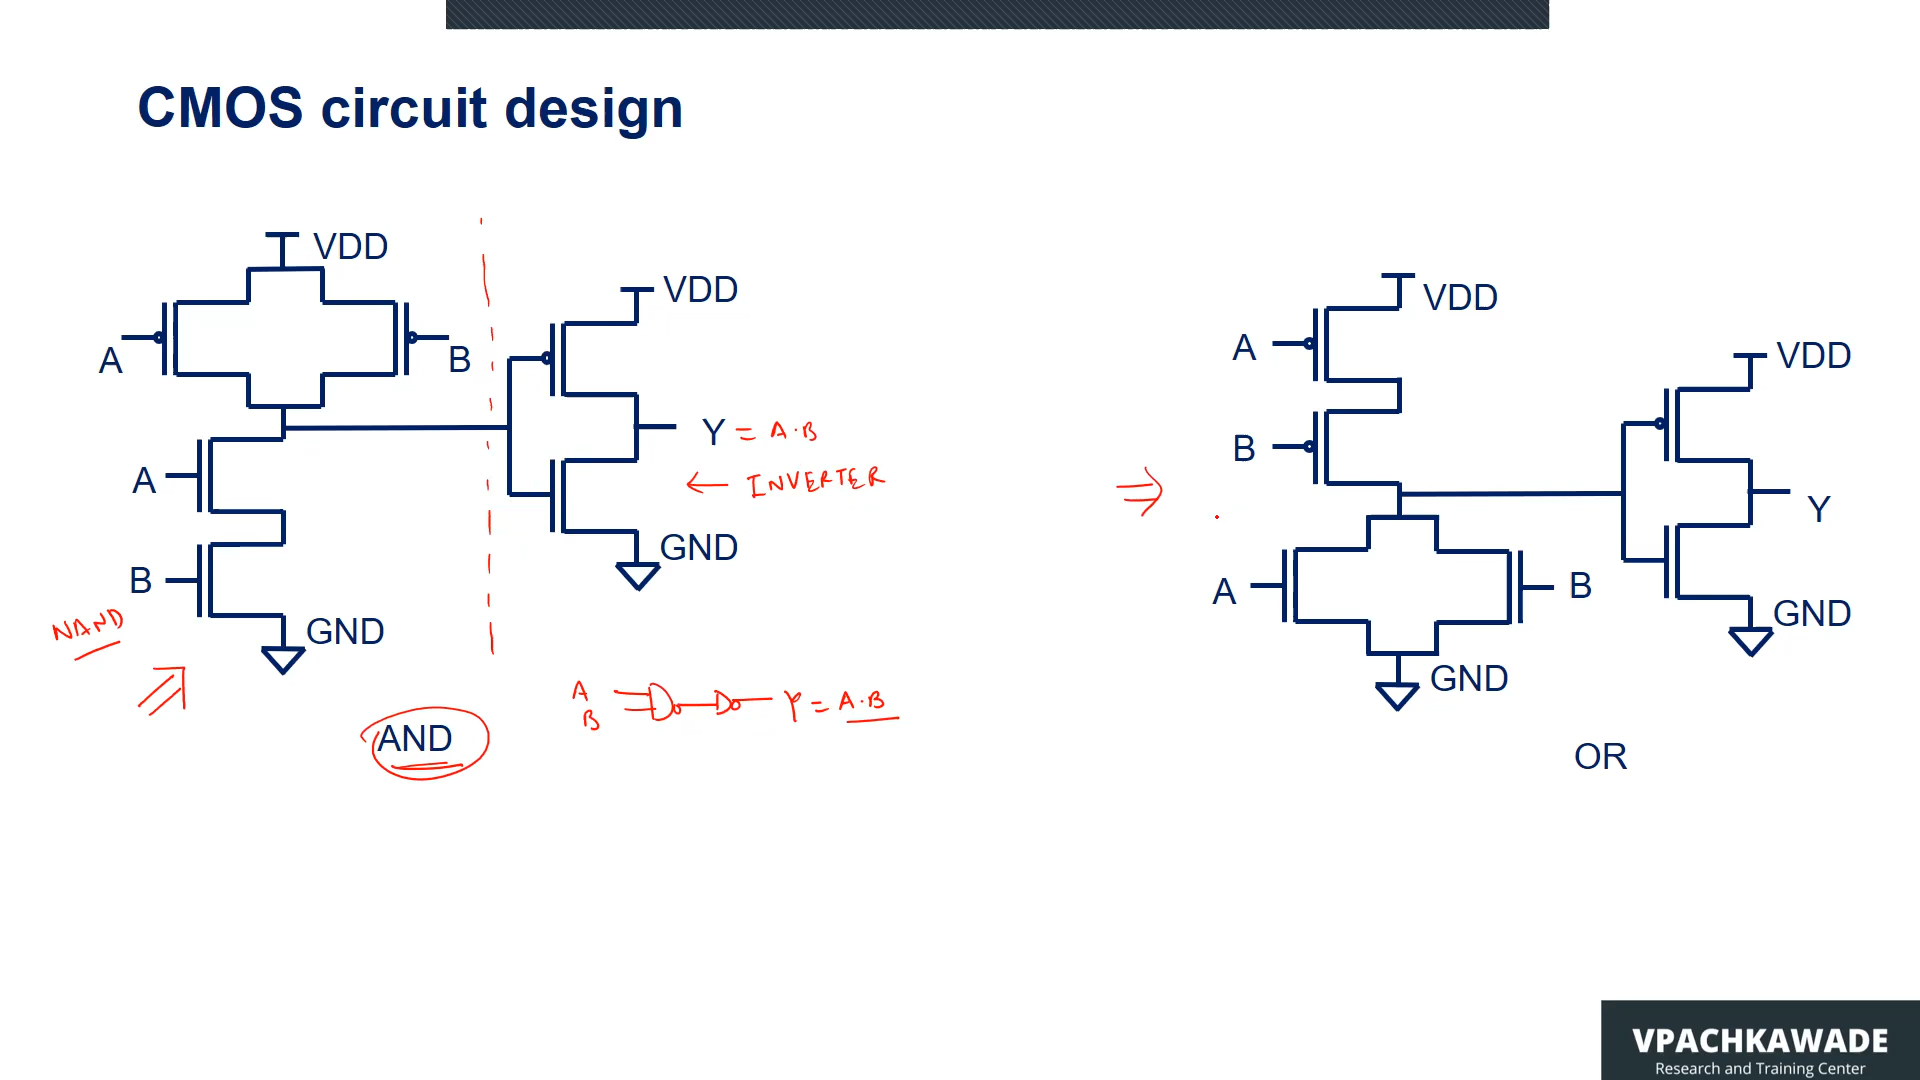 CMOS circuit design
VDD
A
B
A
B
GND
NAND
VDD
Y = A·B
← INVERTER
GND
AND
A
B
Y = A·B
VDD
A
B
A
B
GND
VDD
Y
GND
OR
VPACHKAWADE
Research and Training Center